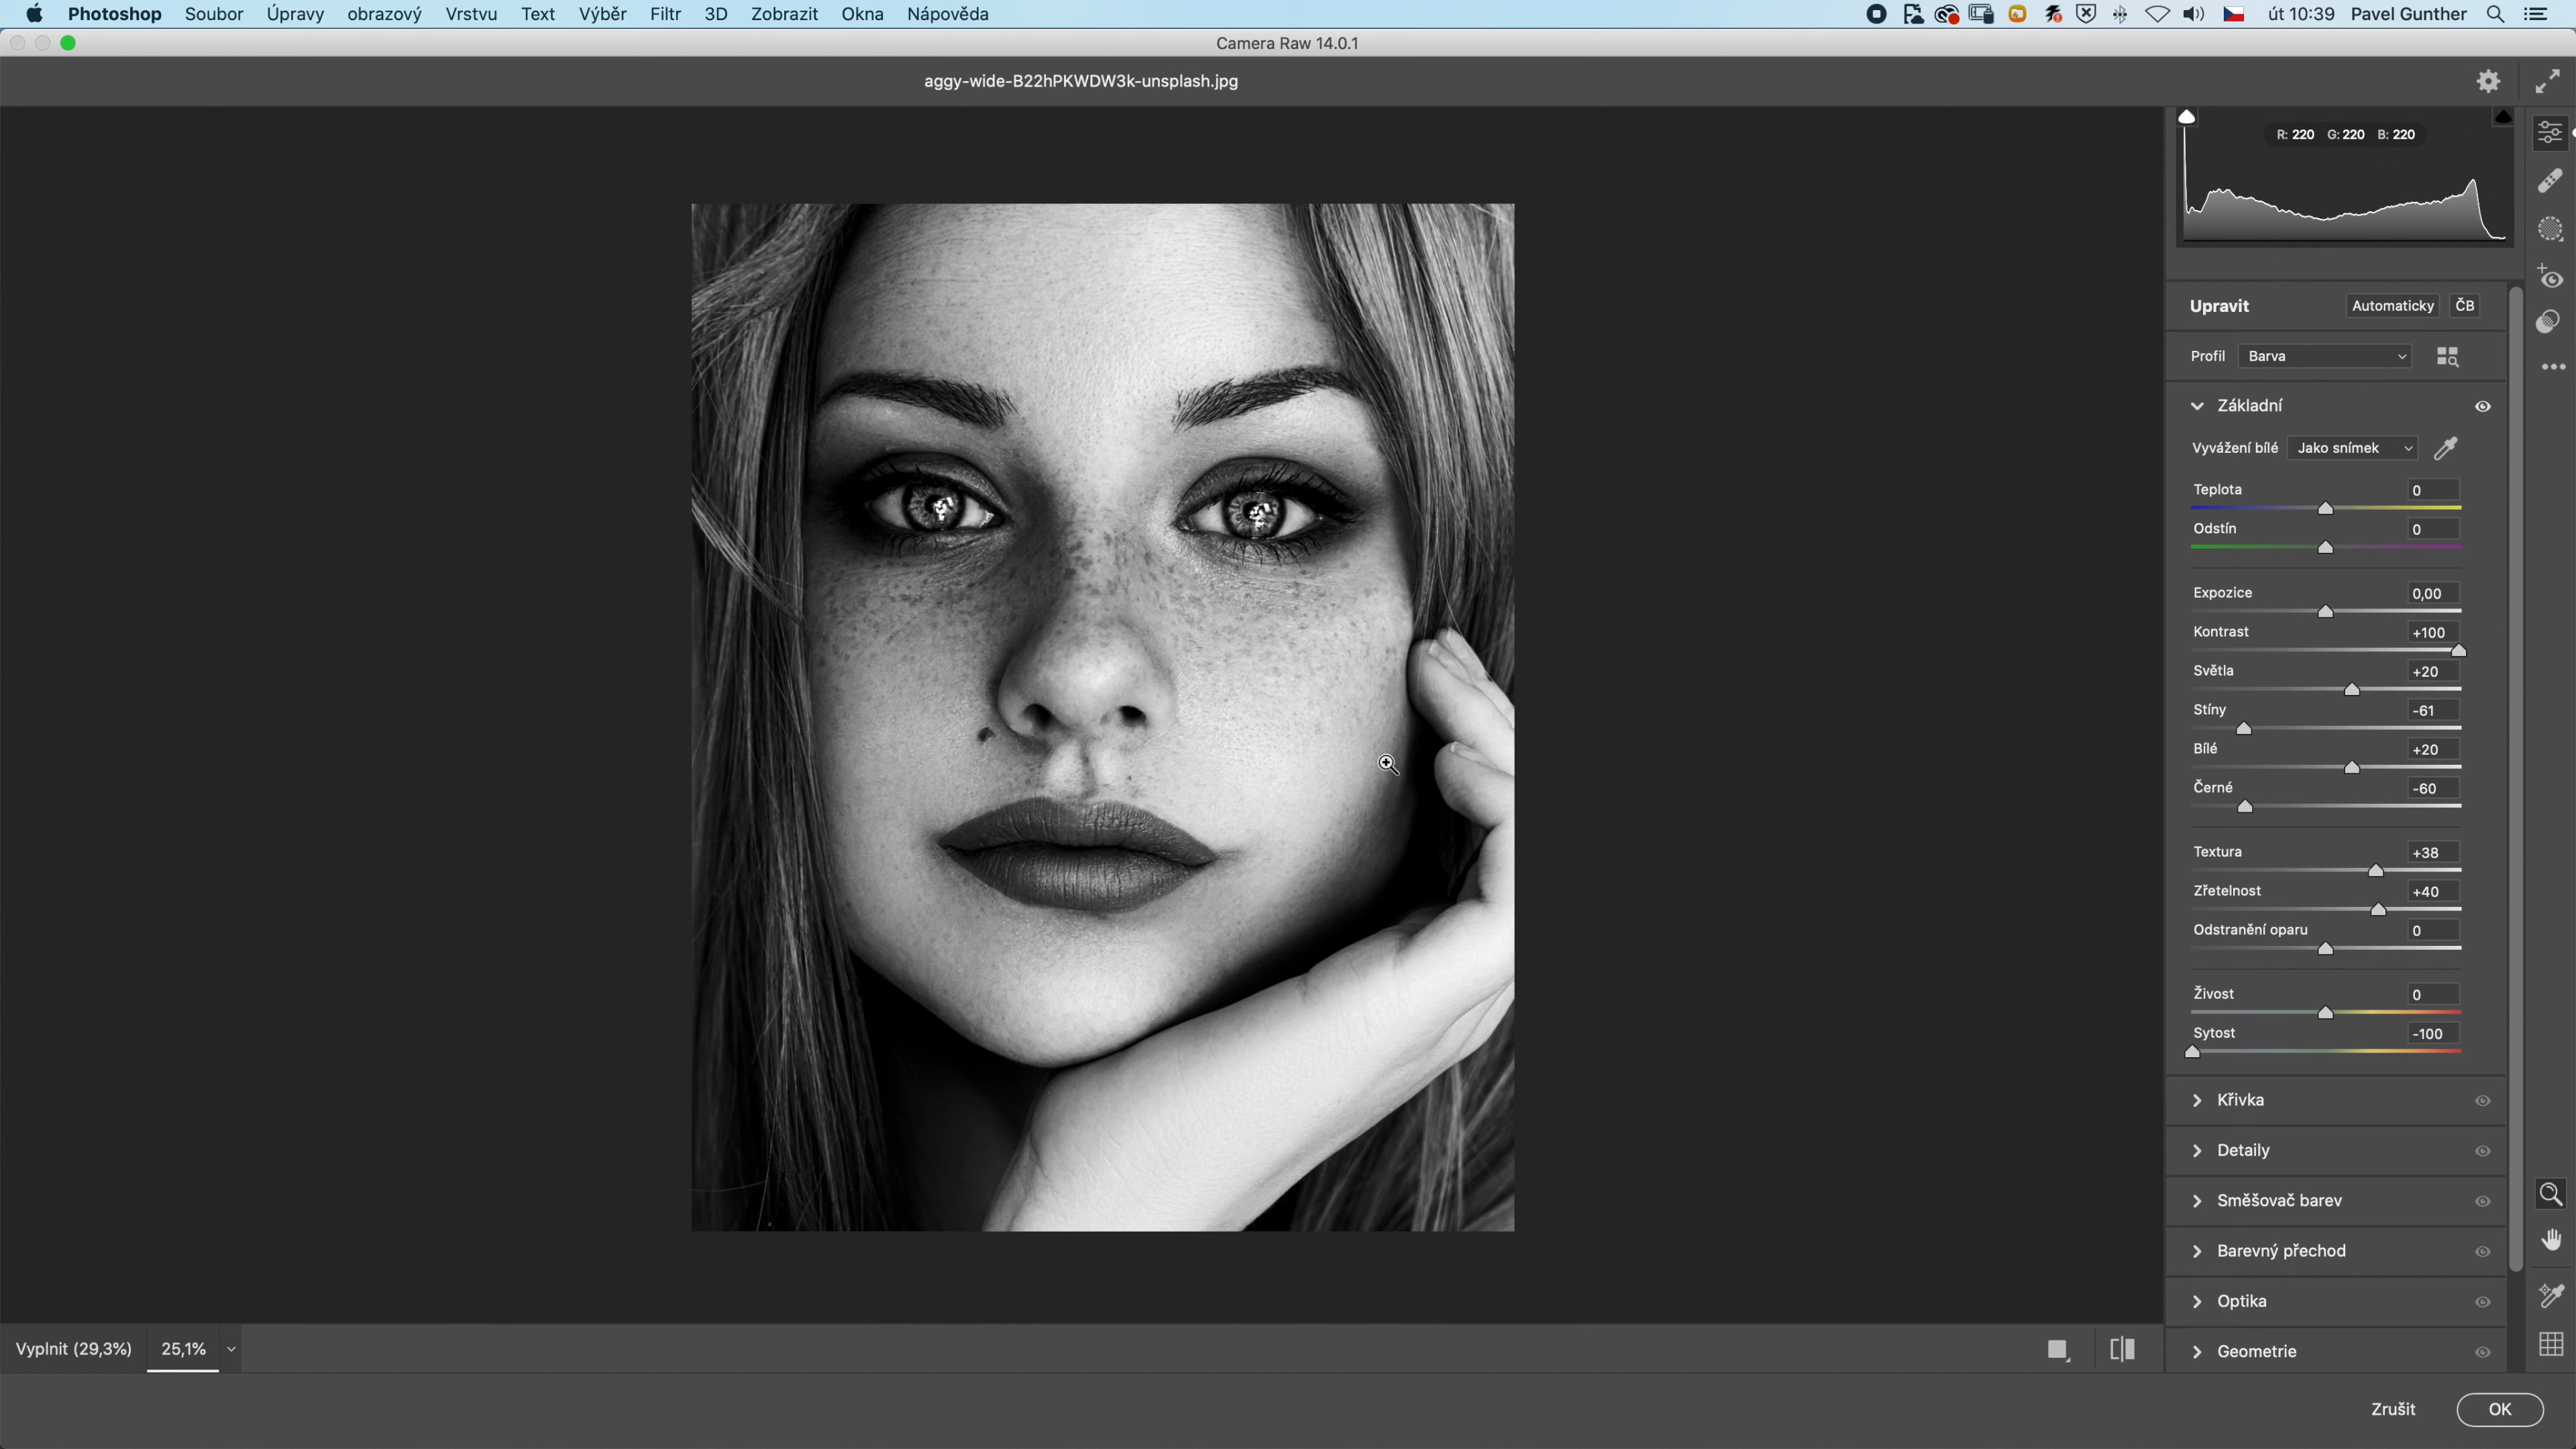 Photoshop Soubor Úpravy obrazový Vrstvu Text Výběr Filtr 3D Zobrazit Okna Nápověda út 10:39 Pavel Gunther
Camera Raw 14.0.1
aggy-wide-B22hPKWDW3k-unsplash.jpg
R: 220 G: 220 B: 220
Upravit Automaticky ČB
Profil Barva
Základní
Vyvážení bílé Jako snímek
Teplota 0
Odstín 0
Expozice 0,00
Kontrast +100
Světla +20
Stíny -61
Bílé +20
Černé -60
Textura +38
Zřetelnost +40
Odstranění oparu 0
Živost 0
Sytost -100
Křivka
Detaily
Směšovač barev
Barevný přechod
Optika
Geometrie
Vyplnit (29,3%) 25,1%
Zrušit OK